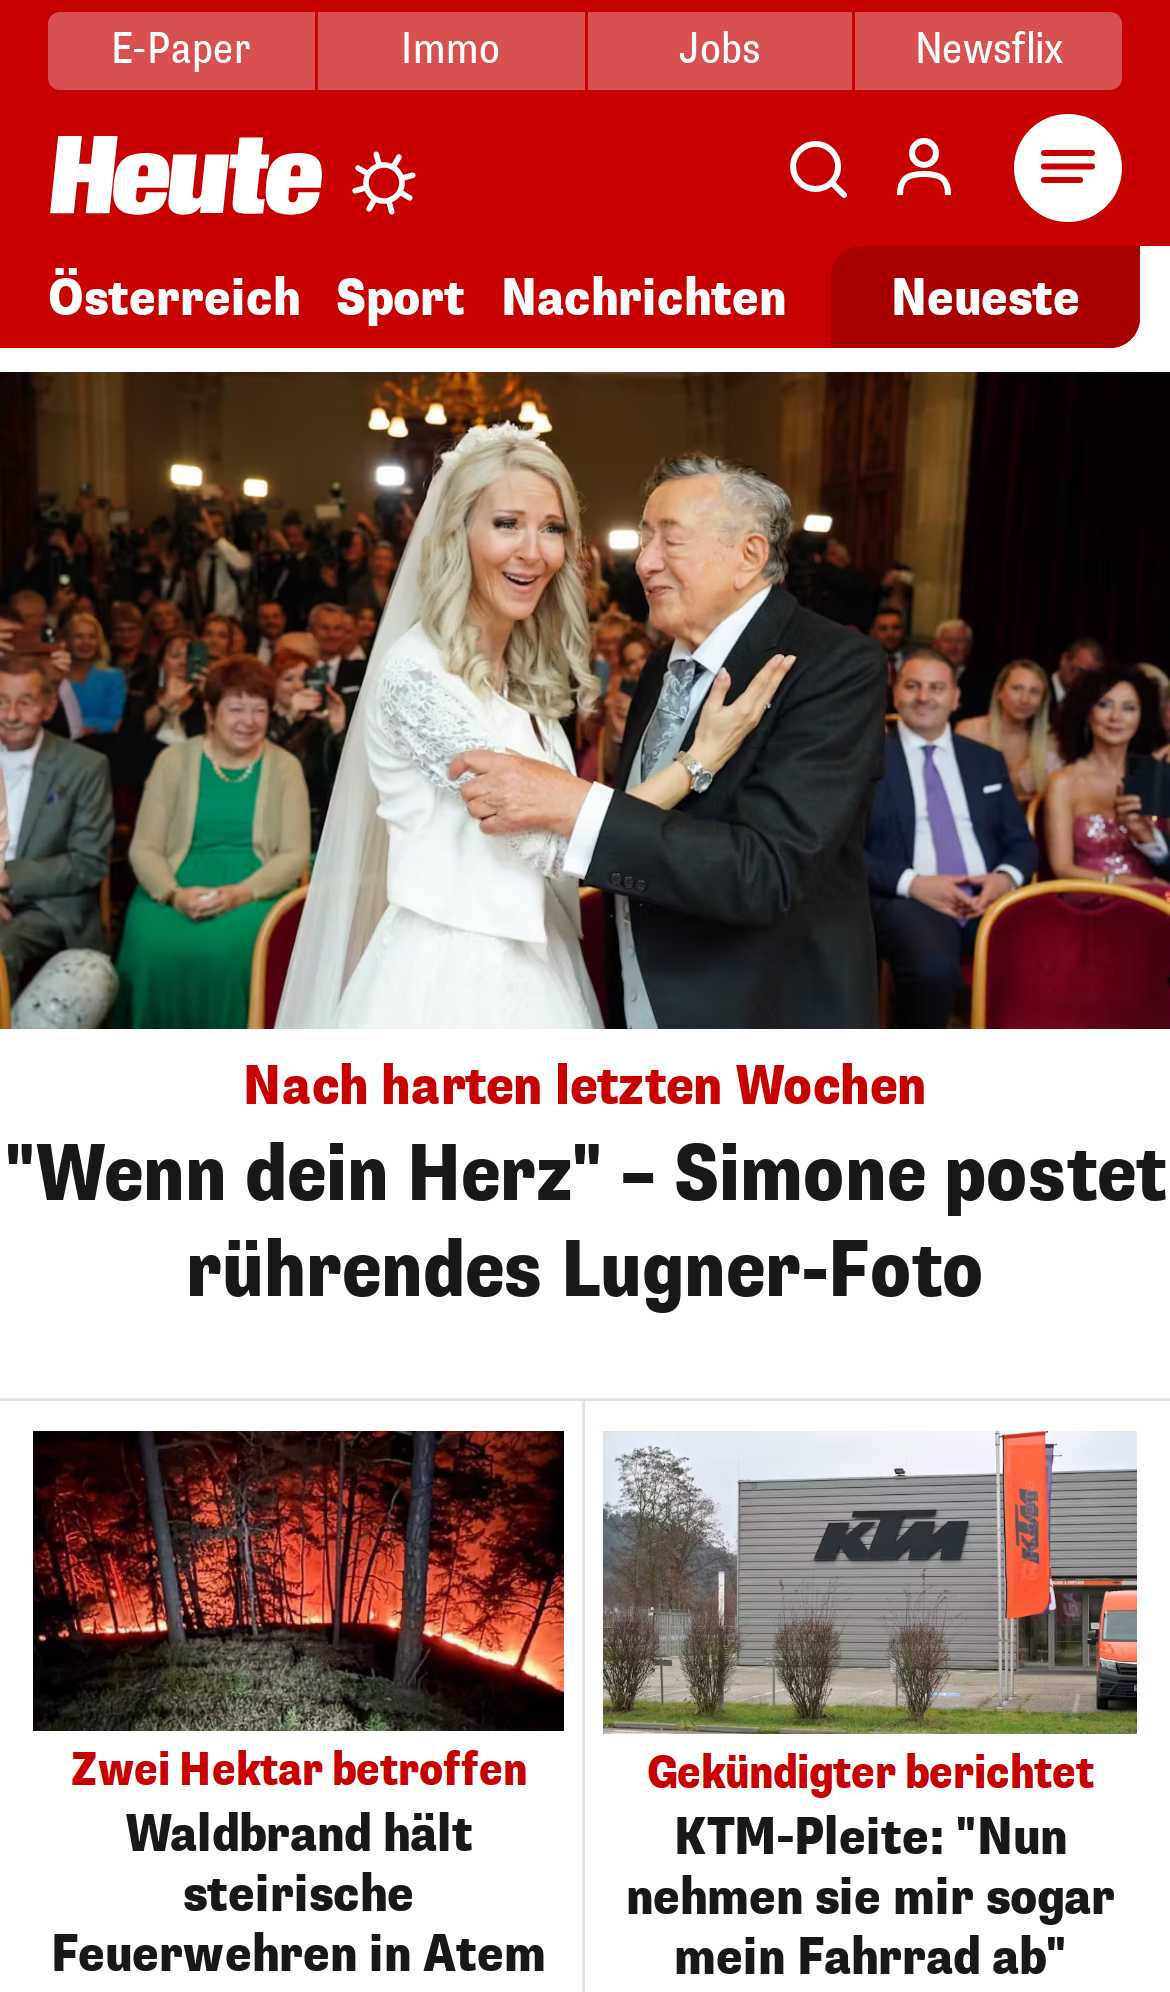 E-Paper
Immo
Jobs
Newsflix
Heute
Österreich
Sport
Nachrichten
Neueste
Nach harten letzten Wochen
"Wenn dein Herz" – Simone postet
rührendes Lugner-Foto
KTM
KTM
Zwei Hektar betroffen
Waldbrand hält
steirische
Feuerwehren in Atem
Gekündigter berichtet
KTM-Pleite: "Nun
nehmen sie mir sogar
mein Fahrrad ab"